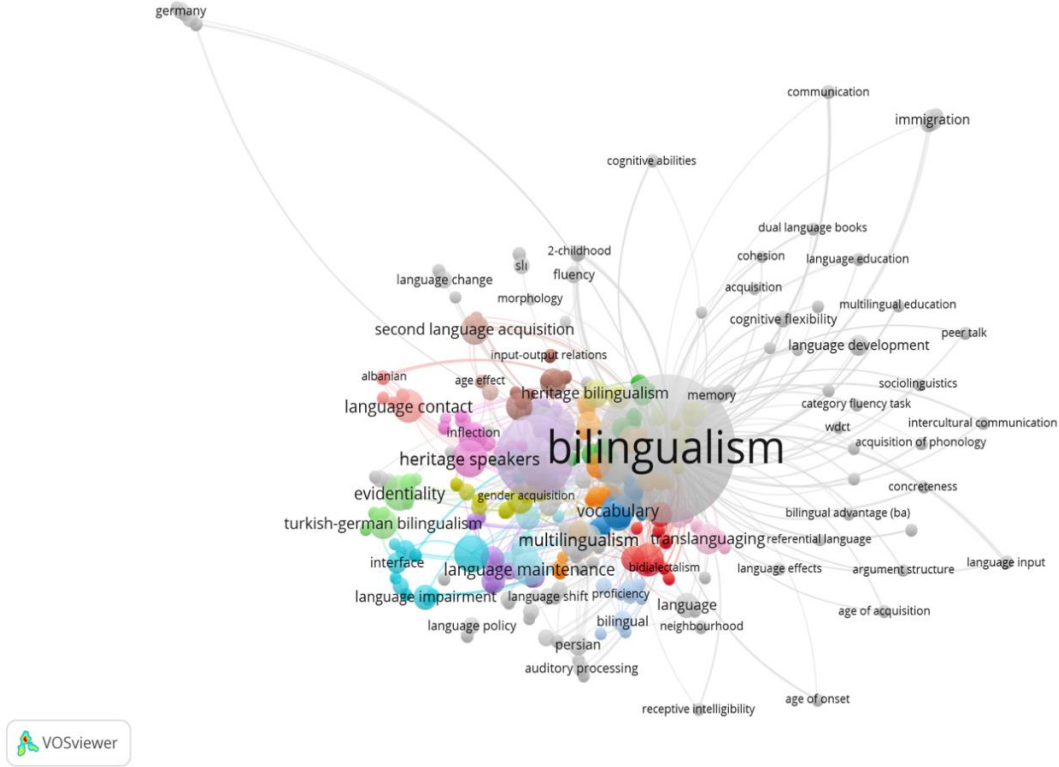 germany
communication
immigration
cognitive abilities
dual language books
2-childhood
cohesion
language education
sli
fluency
language change
acquisition
morphology
multilingual education
cognitive flexibility
second language acquisition
peer talk
language development
input-output relations
albanian
age effect
sociolinguistics
heritage bilingualism
memory
language contact
category fluency task
intercultural communication
wdct
inflection
acquisition of phonology
bilingualism
heritage speakers
concreteness
evidentiality
gender acquisition
vocabulary
bilingual advantage (ba)
turkish-german bilingualism
multilingualism
translanguaging
referential language
interface
language maintenance
bidialectalism
language effects
argument structure
language input
language impairment
language shift
proficiency
language
age of acquisition
language policy
bilingual
neighbourhood
persian
auditory processing
age of onset
receptive intelligibility
VOSviewer